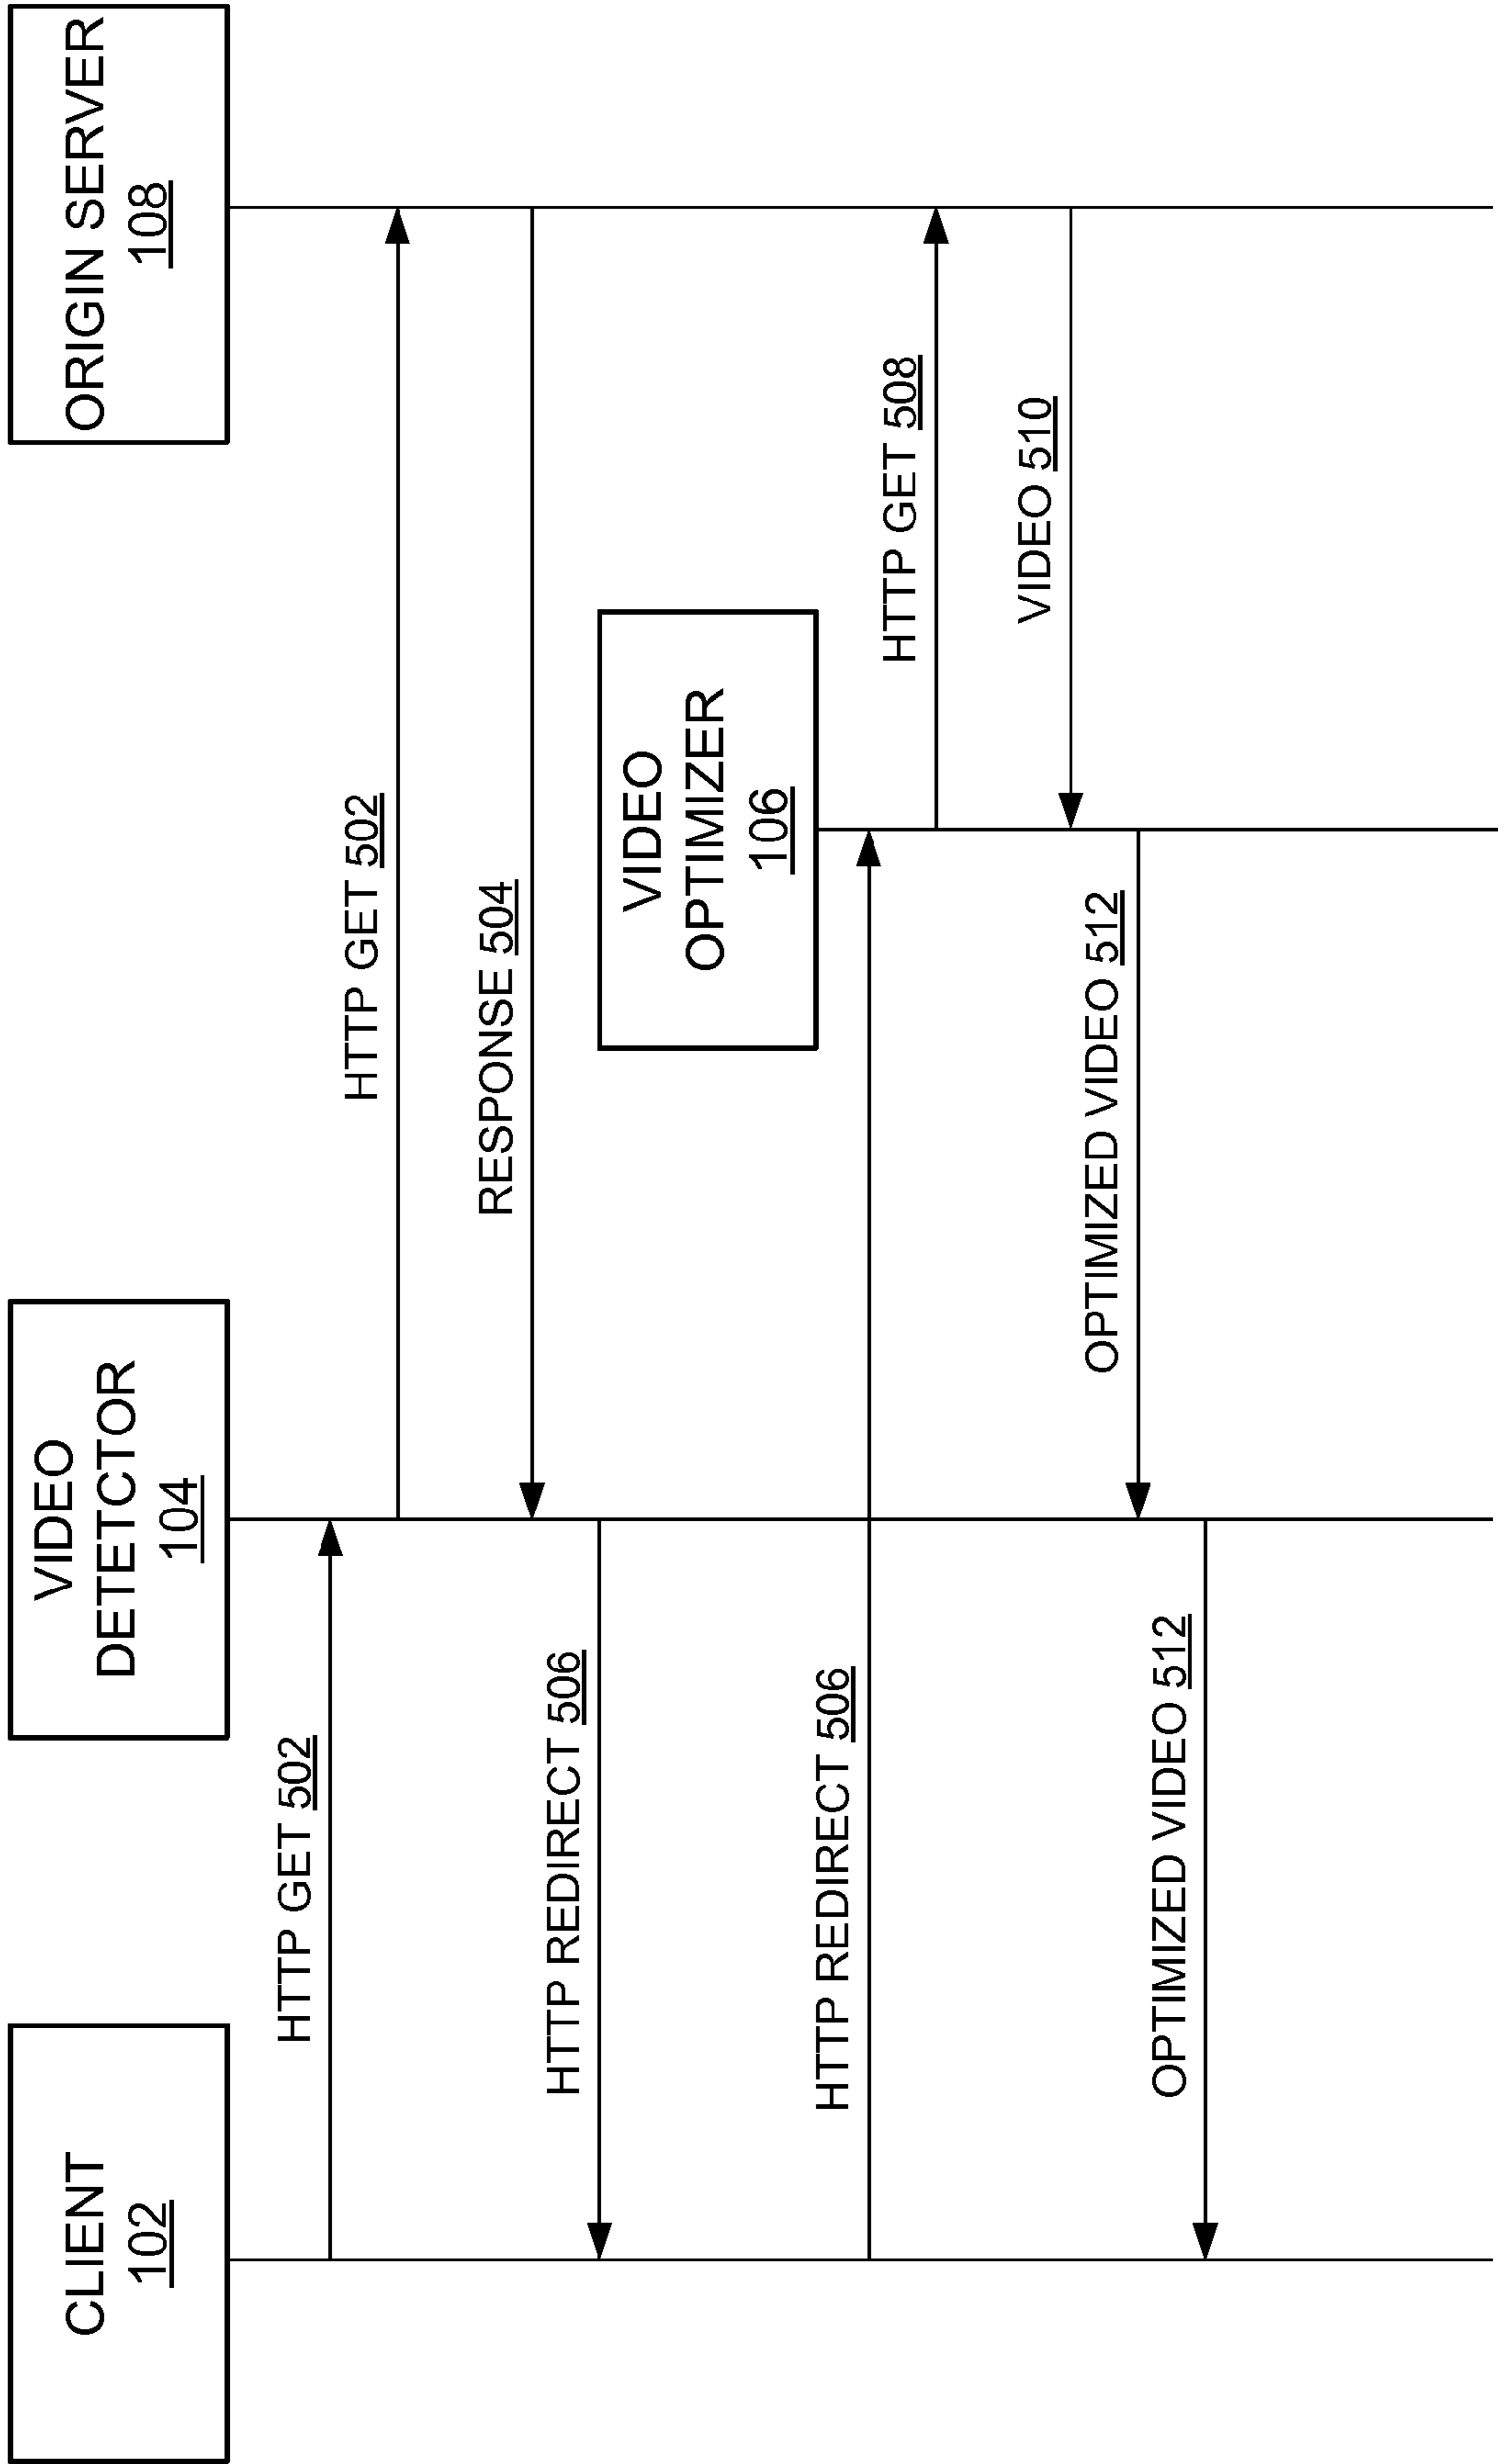 CLIENT
102
VIDEO
DETETCTOR
104
ORIGIN SERVER
108
HTTP GET 502
HTTP GET 502
RESPONSE 504
HTTP REDIRECT 506
VIDEO
OPTIMIZER
106
HTTP REDIRECT 506
HTTP GET 508
VIDEO 510
OPTIMIZED VIDEO 512
OPTIMIZED VIDEO 512